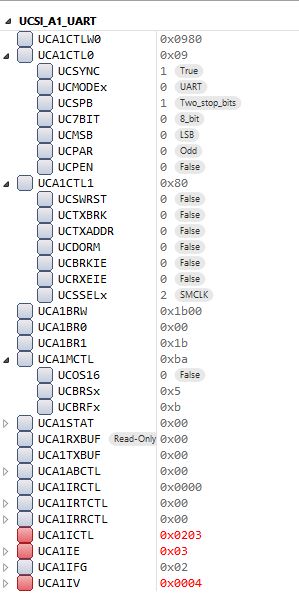 UCSI_A1_UART
UCA1CTLW0 0x0980
UCA1CTL0 0x09
UCSYNC 1 True
UCMODEx 0 UART
UCSPB 1 Two_stop_bits
UC7BIT 0 8_bit
UCMSB 0 LSB
UCPAR 0 Odd
UCPEN 0 False
UCA1CTL1 0x80
UCSWRST 0 False
UCTXBRK 0 False
UCTXADDR 0 False
UCDORM 0 False
UCBRKIE 0 False
UCRXEIE 0 False
UCSSELx 2 SMCLK
UCA1BRW 0x1b00
UCA1BR0 0x00
UCA1BR1 0x1b
UCA1MCTL 0xba
UCOS16 0 False
UCBRSx 0x5
UCBRFx 0xb
UCA1STAT 0x00
UCA1RXBUF Read-Only 0x00
UCA1TXBUF 0x00
UCA1ABCTL 0x00
UCA1IRCTL 0x0000
UCA1IRTCTL 0x00
UCA1IRRCTL 0x00
UCA1ICTL 0x0203
UCA1IE 0x03
UCA1IFG 0x02
UCA1IV 0x0004